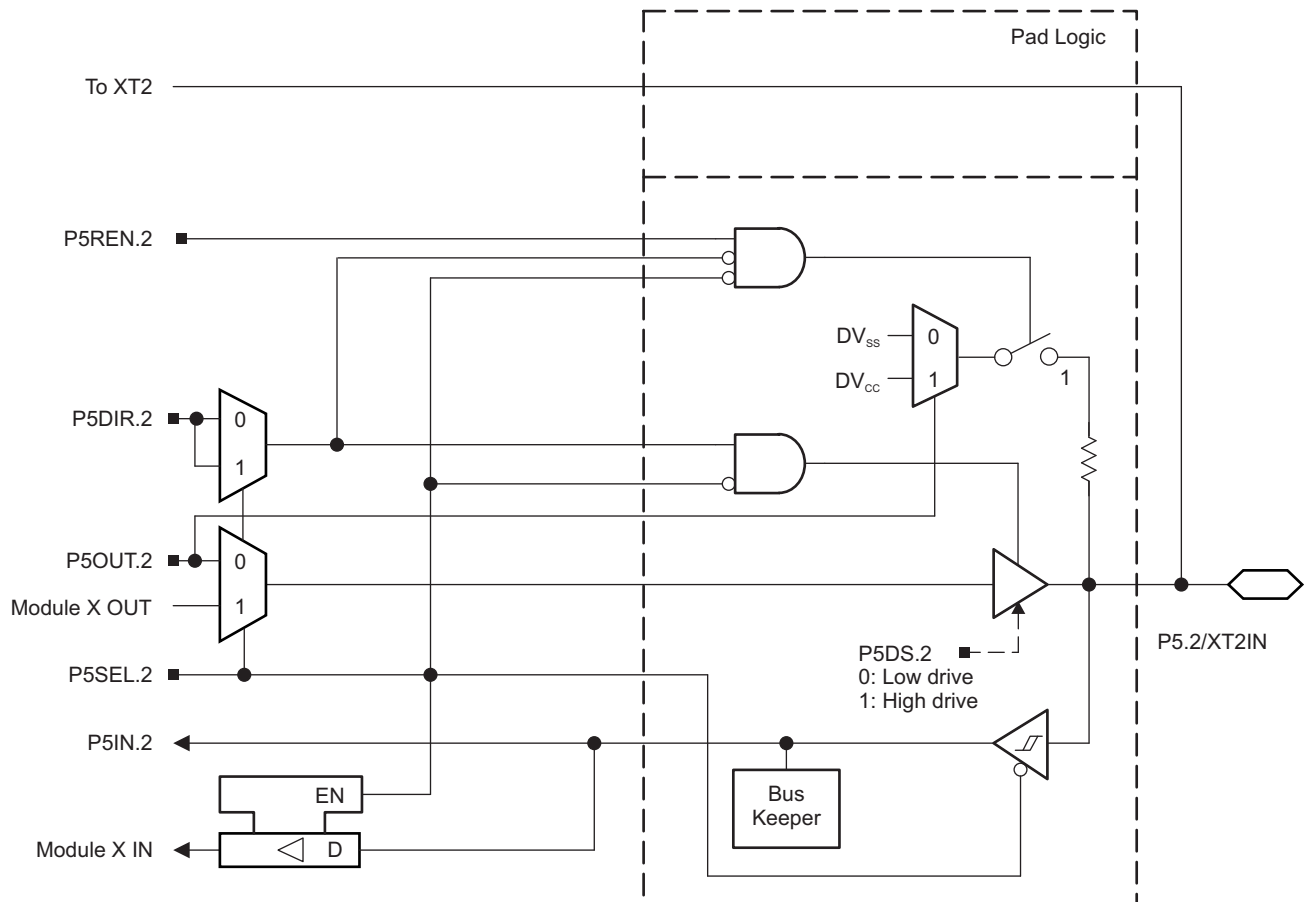 Pad Logic
To XT2
P5REN.2
DVSS
0
DVCC
1
1
P5DIR.2
0
1
P5OUT.2
0
Module X OUT
1
P5DS.2
0: Low drive
1: High drive
P5.2/XT2IN
P5SEL.2
P5IN.2
Bus
Keeper
EN
Module X IN
D